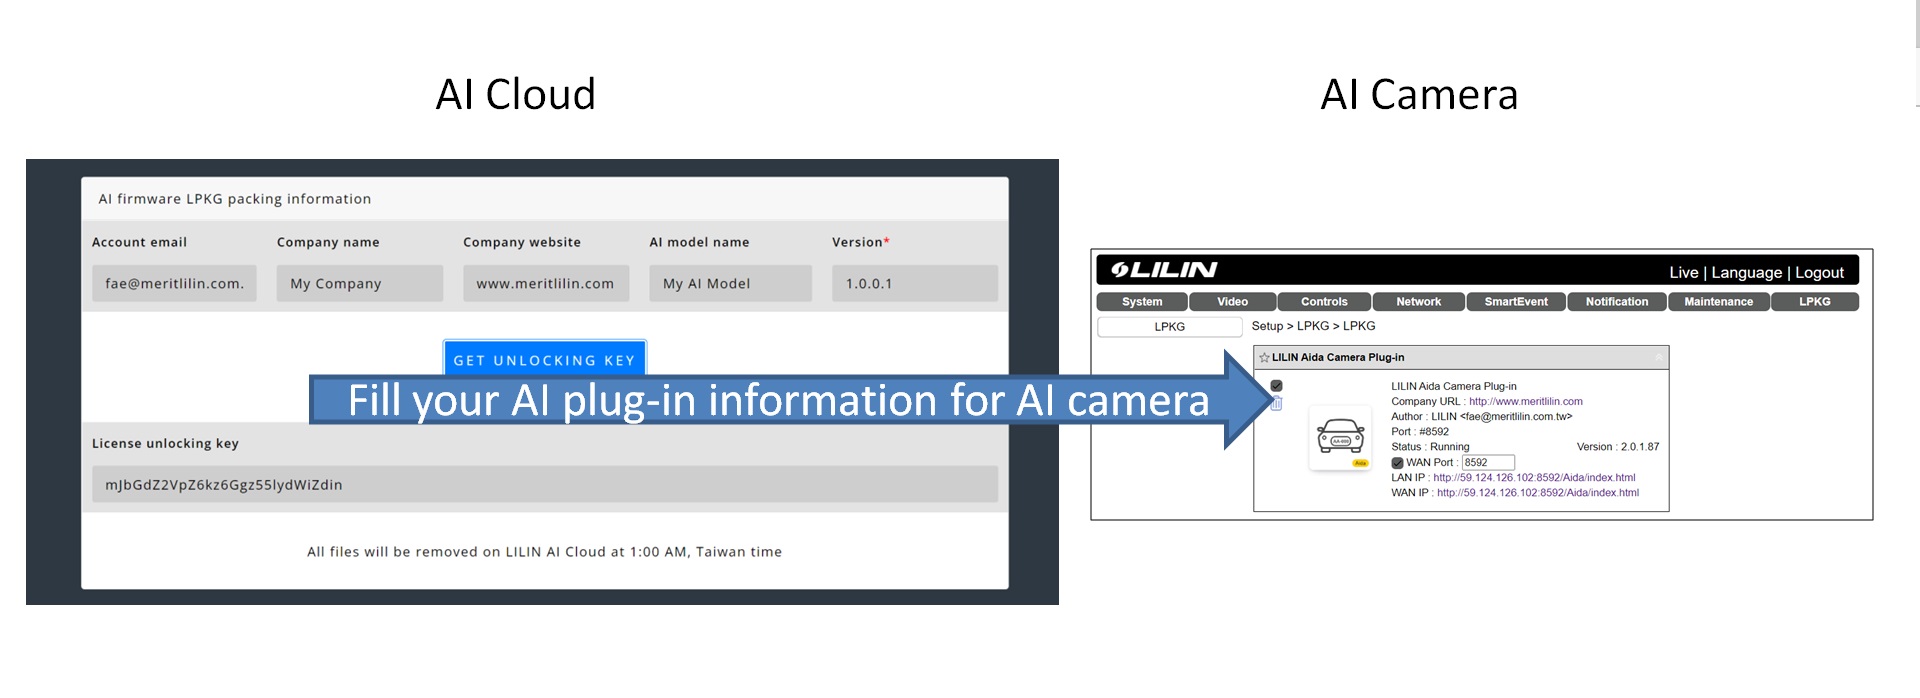 AI Cloud
AI Camera
AI firmware LPKG packing information
Account email Company name Company website AI model name Version*
fae@meritlilin.com. My Company www.meritlilin.com My AI Model 1.0.0.1
GET UNLOCKING KEY
Fill your AI plug-in information for AI camera
License unlocking key
mJbGdZ2VpZ6kz6Ggz55lydWiZdin
All files will be removed on LILIN AI Cloud at 1:00 AM, Taiwan time
LILIN
Live | Language | Logout
System Video Controls Network SmartEvent Notification Maintenance LPKG
LPKG
Setup > LPKG > LPKG
LILIN Aida Camera Plug-in
LILIN Aida Camera Plug-in
Company URL : http://www.meritlilin.com
Author : LILIN <fae@meritlilin.com.tw>
Port : #8592
Status : Running Version : 2.0.1.87
WAN Port : 8592
LAN IP : http://59.124.126.102:8592/Aida/index.html
WAN IP : http://59.124.126.102:8592/Aida/index.html
Aida